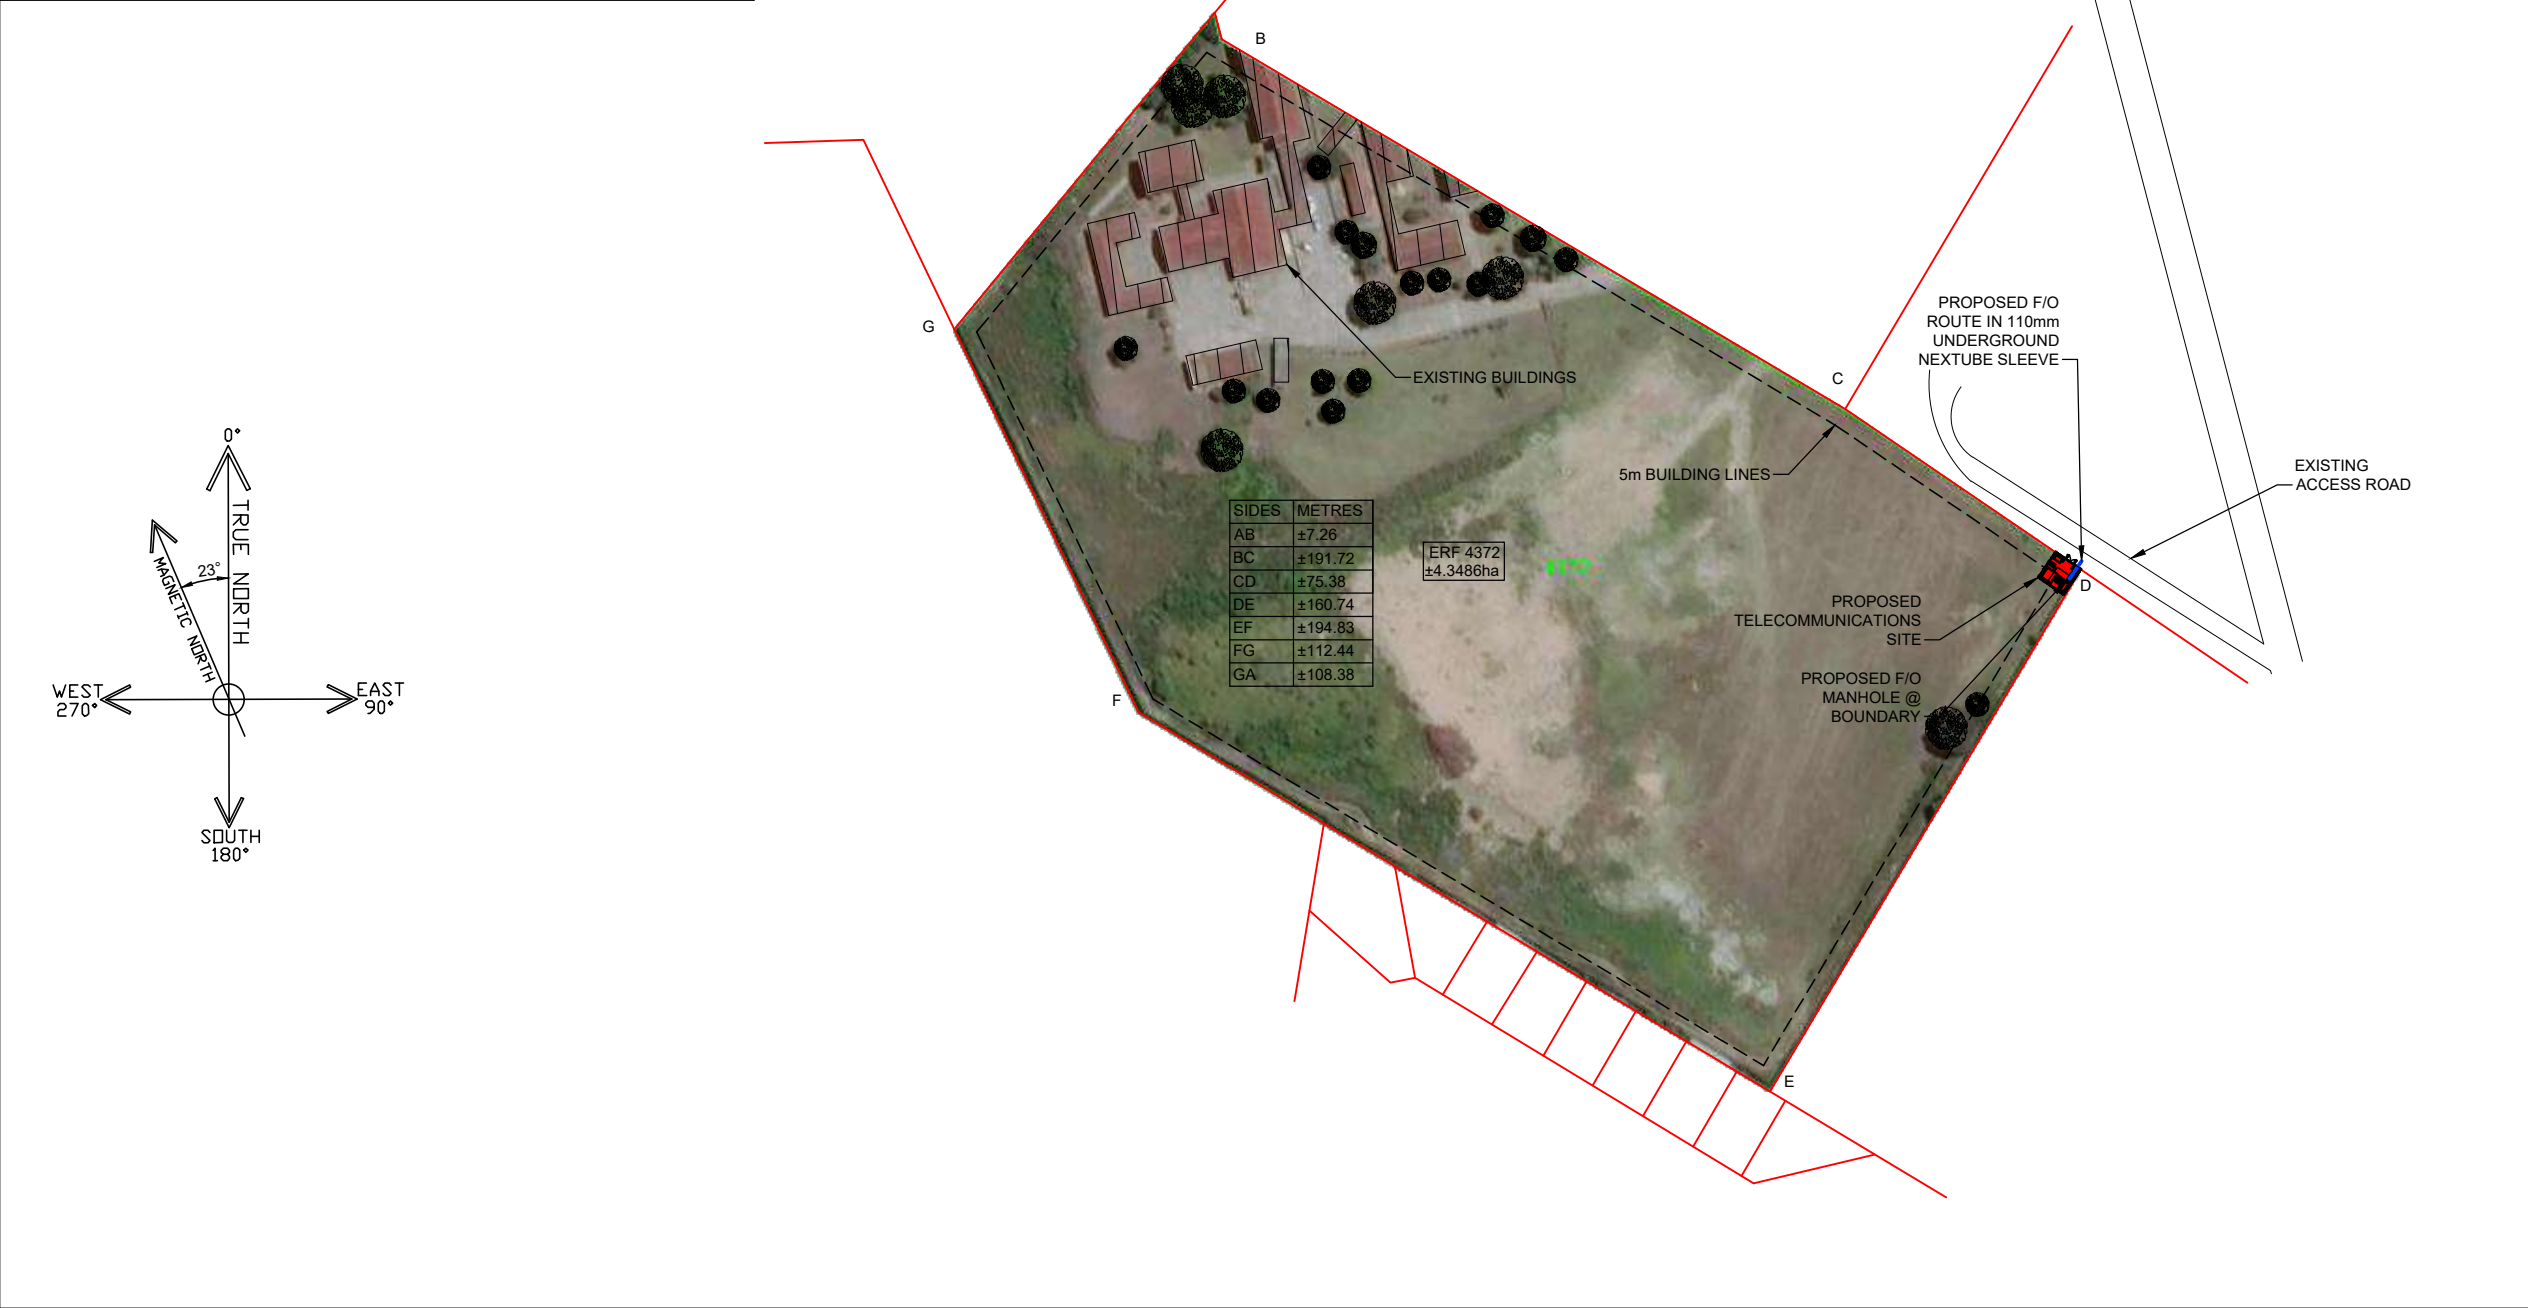 B
G
C
PROPOSED F/O
ROUTE IN 110mm
UNDERGROUND
NEXTUBE SLEEVE
EXISTING BUILDINGS
5m BUILDING LINES
EXISTING
ACCESS ROAD
SIDES METRES
AB ±7.26
BC ±191.72
CD ±75.38
DE ±160.74
EF ±194.83
FG ±112.44
GA ±108.38
ERF 4372
±4.3486ha
D
PROPOSED
TELECOMMUNICATIONS
SITE
PROPOSED F/O
MANHOLE @
BOUNDARY
F
E
0°
TRUE NORTH
23°
MAGNETIC NORTH
WEST
270°
EAST
90°
SOUTH
180°